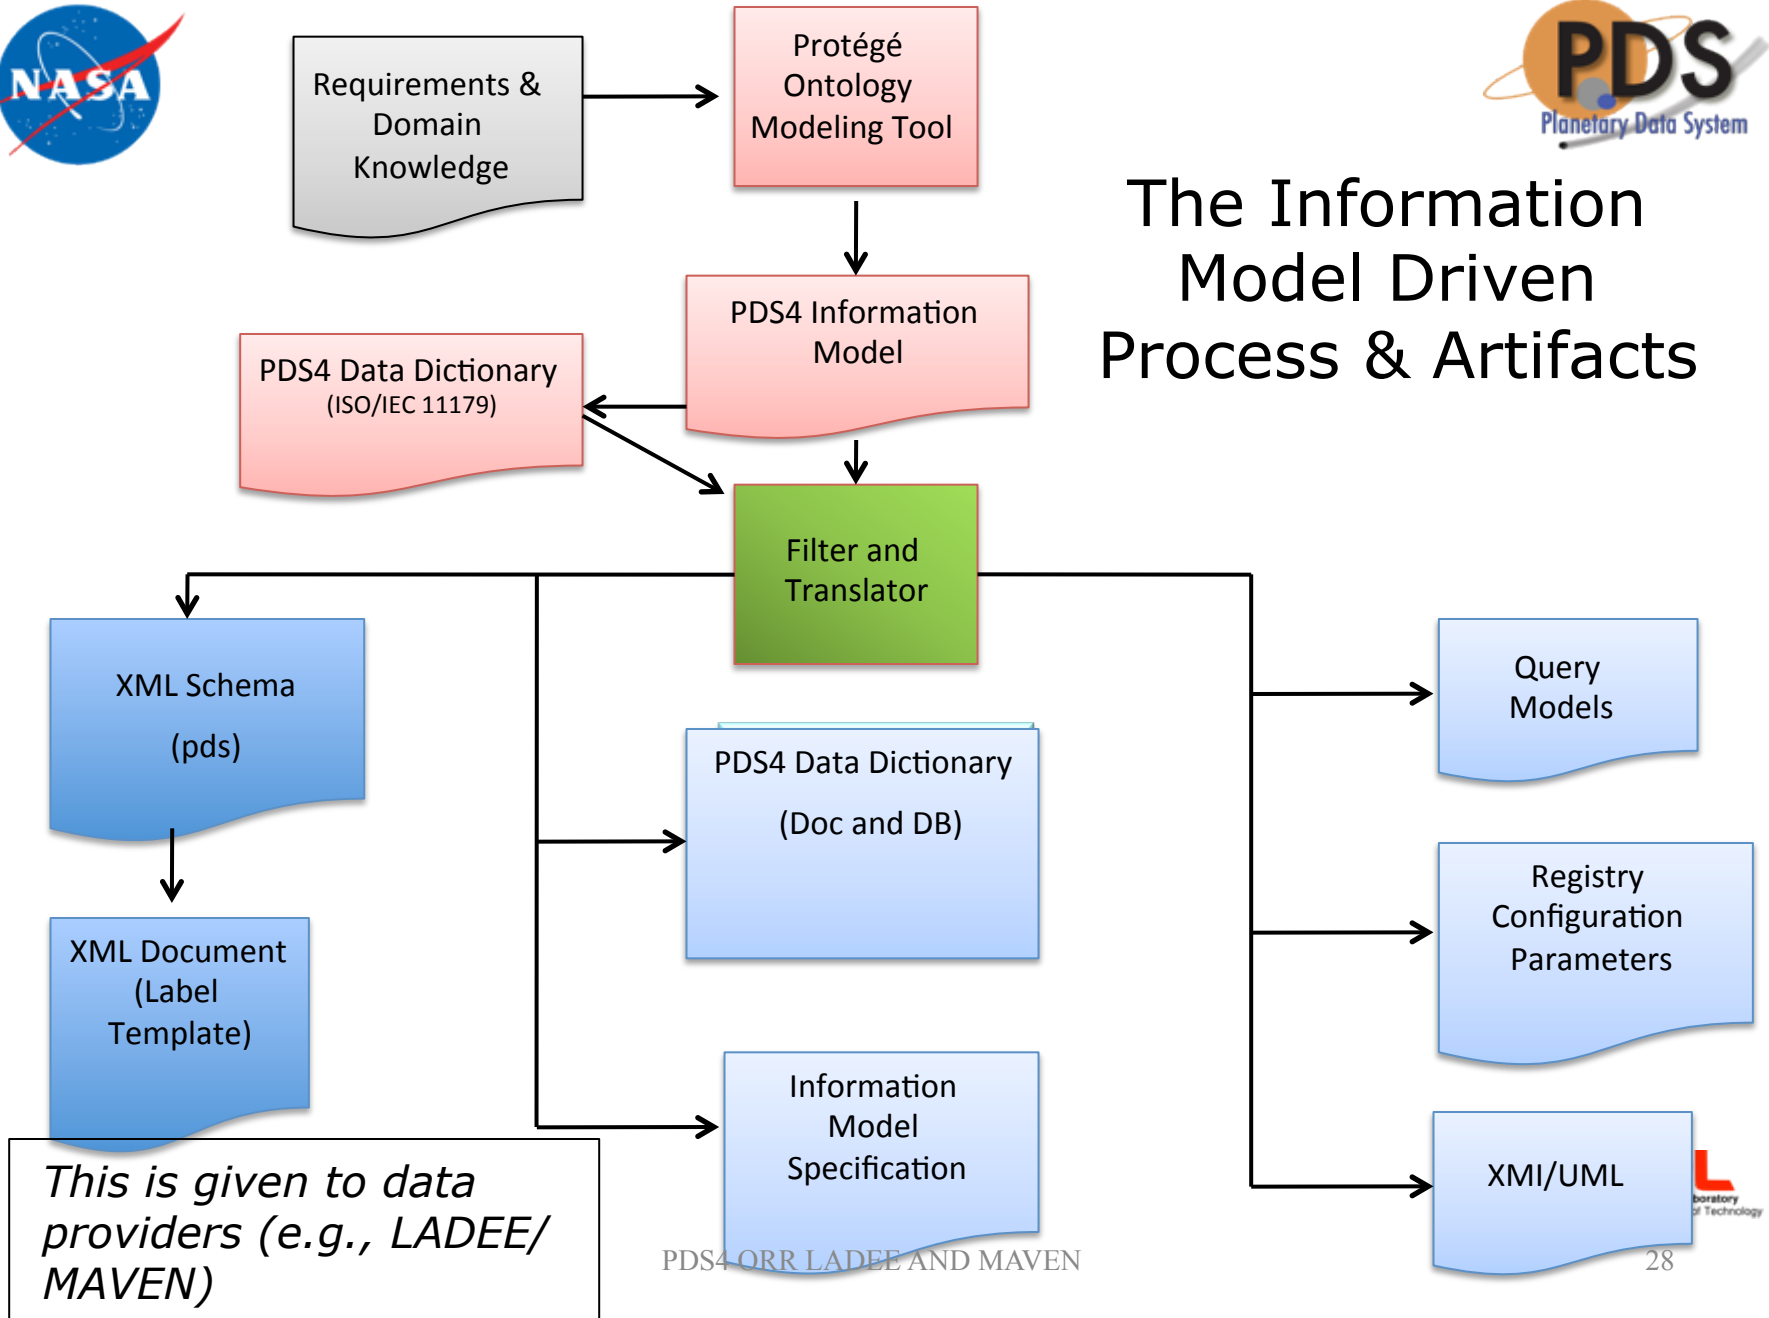 NASA
Requirements &
Domain
Knowledge
Protégé
Ontology
Modeling Tool
PDS
Planetary Data System
The Information
Model Driven
Process & Artifacts
PDS4 Information
Model
PDS4 Data Dictionary
(ISO/IEC 11179)
Filter and
Translator
XML Schema
(pds)
Query
Models
PDS4 Data Dictionary
(Doc and DB)
Registry
Configuration
Parameters
XML Document
(Label
Template)
Information
Model
Specification
XMI/UML
L
boratory
of Technology
This is given to data
providers (e.g., LADEE/
MAVEN)
PDS4 ORR LADEE AND MAVEN
28